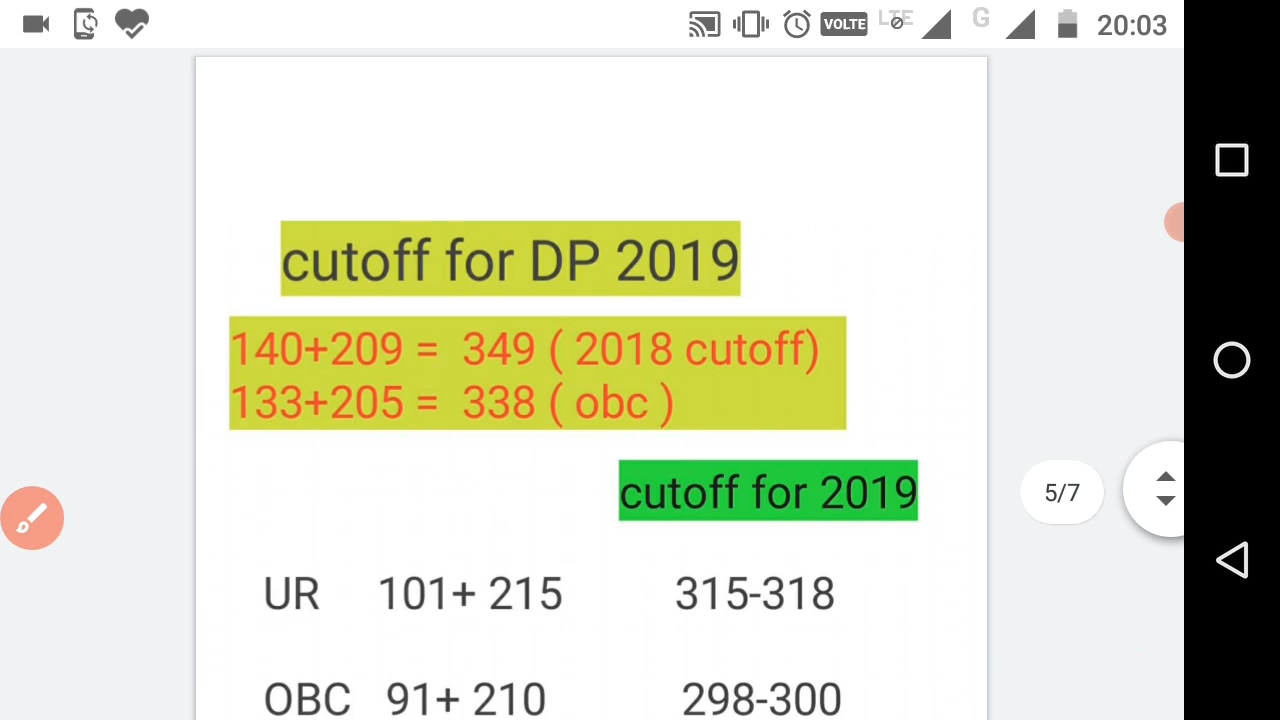 VOLTE LTE G 20:03
cutoff for DP 2019
140+209 = 349 ( 2018 cutoff)
133+205 = 338 ( obc )
cutoff for 2019
5/7
UR 101+ 215 315-318
OBC 91+ 210 298-300